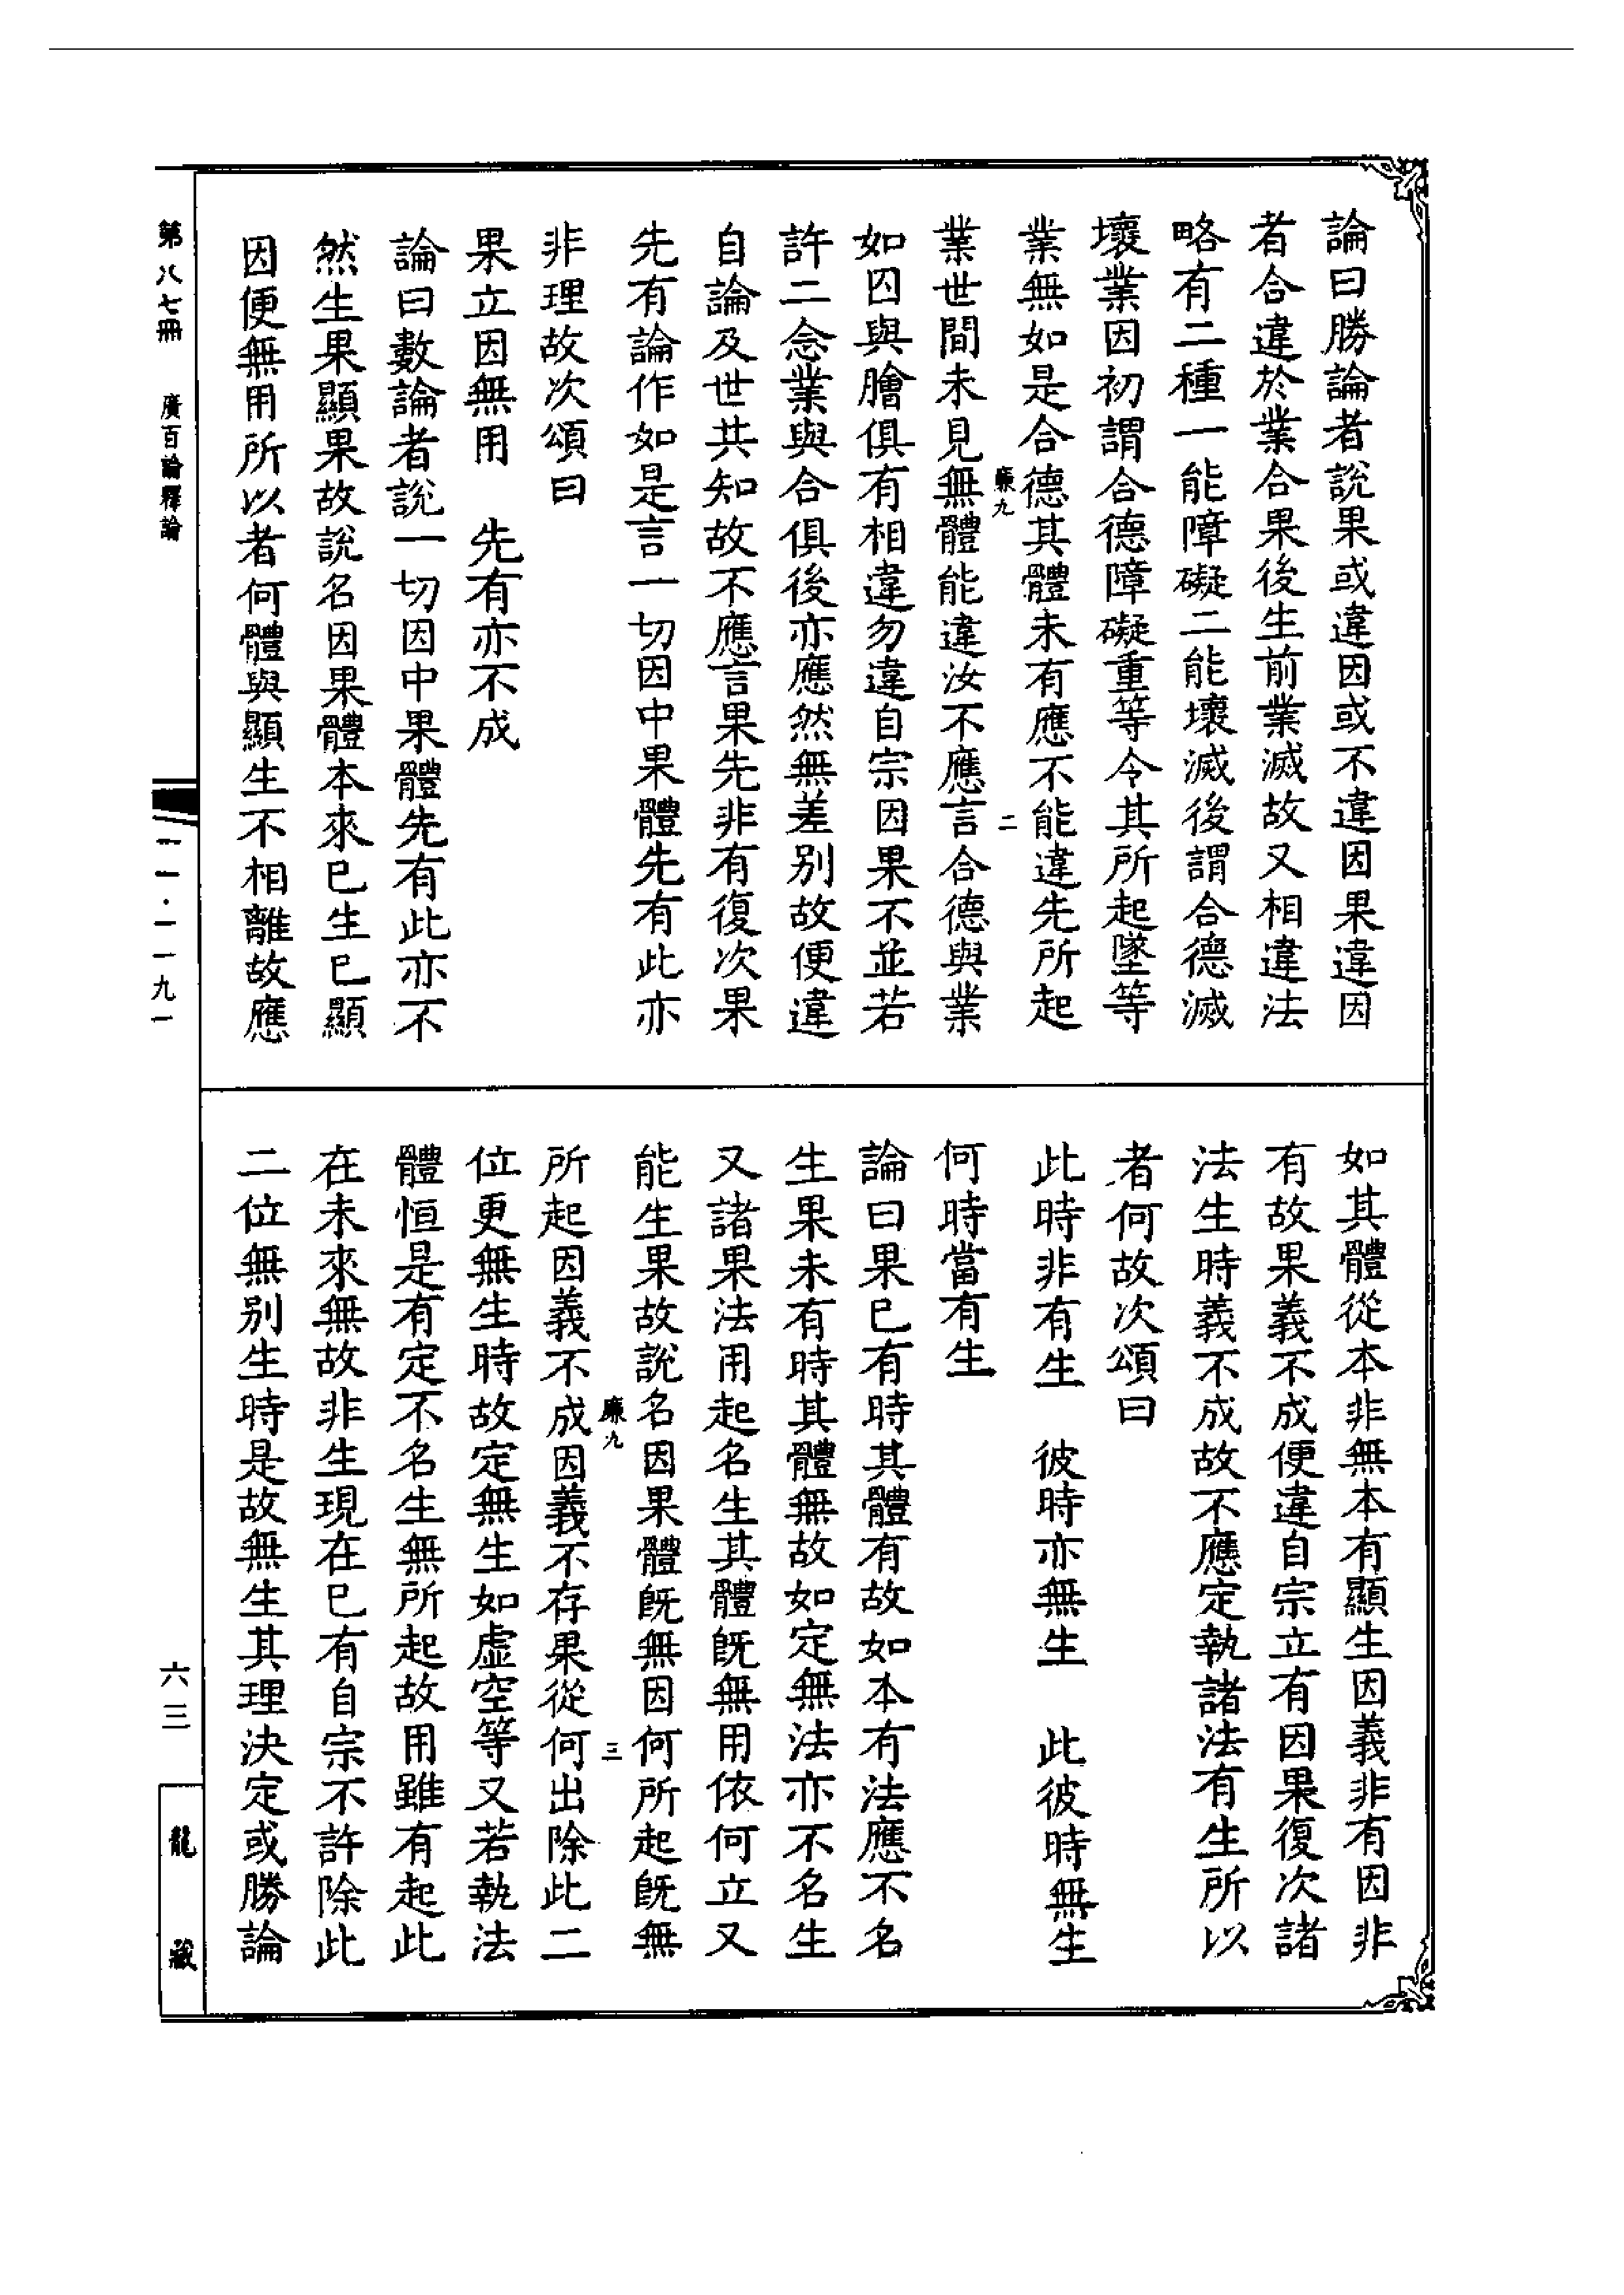 論曰勝論者說果或違因或不違因果違因
者合違於業合果後生前業滅故又相違法
略有二種一能障礙二能壞滅後謂合德滅
壞業因初謂合德障礙重等令其所起墜等
業無如是合德其體未有應不能違先所起
廉九
二
業世間未見無體能違汝不應言合德與業
如因與膾俱有相違勿違自宗因果不並若
許二念業與合俱後亦應然無差別故便違
自論及世共知故不應言果先非有復次果
先有論作如是言一切因中果體先有此亦
非理故次頌曰
果立因無用　先有亦不成
論曰數論者說一切因中果體先有此亦不
然生果顯果故說名因果體本來已生已顯
因便無用所以者何體與顯生不相離故應
如其體從本非無本有顯生因義非有因非
有故果義不成便違自宗立有因果復次諸
法生時義不成故不應定執諸法有生所以
者何故次頌曰
此時非有生　彼時亦無生　此彼時無生
何時當有生
論曰果已有時其體有故如本有法應不名
生果未有時其體無故如定無法亦不名生
又諸果法用起名生其體既無用依何立又
能生果故說名因果體既無因何所起既無
廉九
三
所起因義不成因義不存果從何出除此二
位更無生時故定無生如虛空等又若執法
體恒是有定不名生無所起故用雖有起此
在未來無故非生現在已有自宗不許除此
二位無別生時是故無生其理決定或勝論
第八七冊　廣百論釋論
一一·一一九一
六三
龍藏